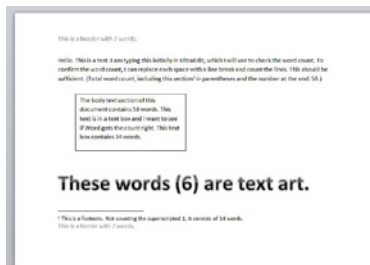 This is a header with 7 words.
Hello. This is a test. I am typing this initially in UltraEdit, which I will use to check the word count. To
confirm the word count, I can replace each space with a line break and count the lines. This should be
sufficient. (Total word count, including this section¹ in parentheses and the number at the end: 58.)
The body text section of this
document contains 58 words. This
text is in a text box and I want to see
if Word gets the count right. This text
box contains 34 words.
These words (6) are text art.
¹ This is a footnote. Not counting the superscripted 1, it consists of 14 words.
This is a footer with 7 words.